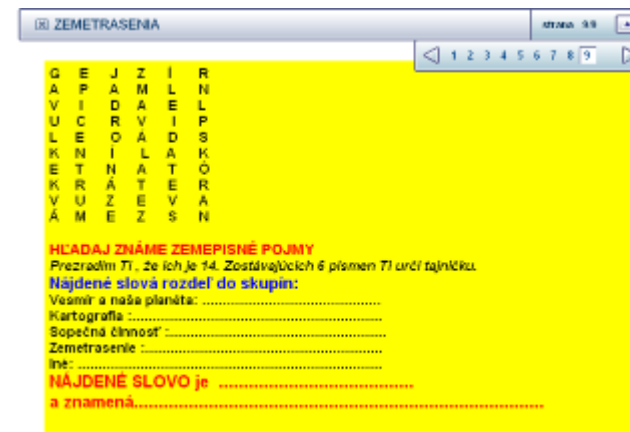 ZEMETRASENIA
strana 9/9
1 2 3 4 5 6 7 8 9
G E J Z Í R
A P A M L N
V I D A E L
U C R V I P
L E O Á D S
K N Í L A K
E T N A T Ó
K R Á T E R
V U Z E V A
Á M E Z S N
HĽADAJ ZNÁME ZEMEPISNÉ POJMY
Prezradím Ti , že ich je 14. Zostávajúcich 6 písmen Ti určí tajničku.
Nájdené slová rozdeľ do skupín:
Vesmír a naša planéta: ..........................................
Kartografia :......................................................
Sopečná činnosť :......................................................
Zemetrasenie :..........................................................
Iné: ......................................................................
NÁJDENÉ SLOVO je ....................................
a znamená............................................................................